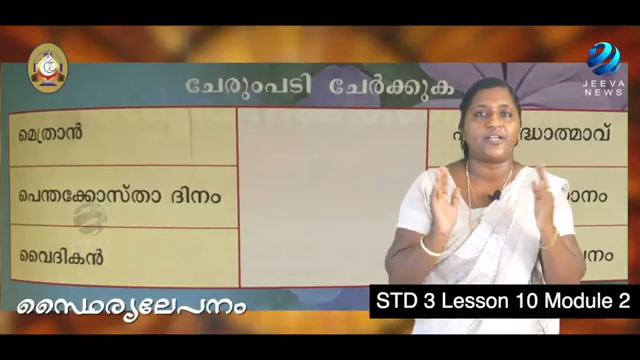 JEEVA
NEWS
ചേരുംപടി ചേർക്കുക
മെത്രാൻ
പെന്തക്കോസ്താ ദിനം
വൈദികൻ
സ്ഥൈര്യലേപനം
STD 3 Lesson 10 Module 2